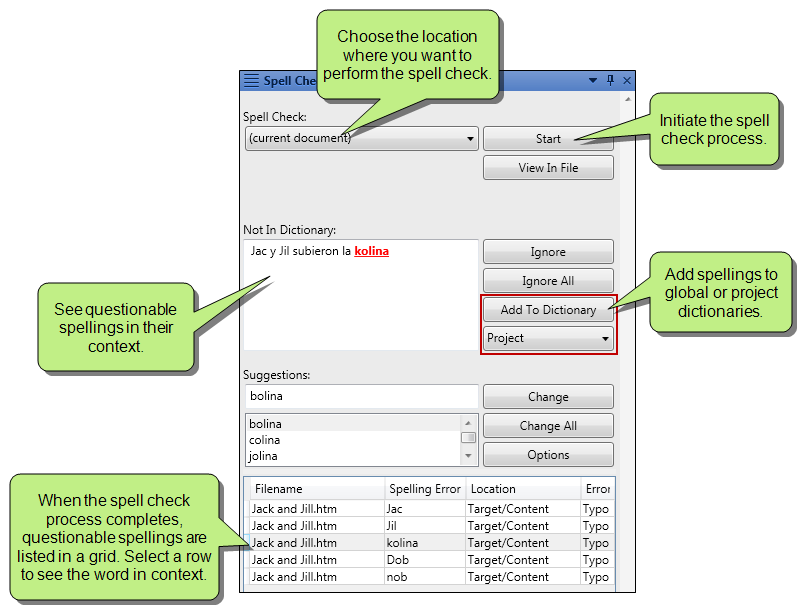 Choose the location
where you want to
perform the spell check.
Spell Che
Initiate the spell
check process.
Spell Check:
(current document)
Start
View In File
Not In Dictionary:
Jac y Jil subieron la kolina
Ignore
Ignore All
Add To Dictionary
Project
Add spellings to
global or project
dictionaries.
See questionable
spellings in their
context.
Suggestions:
bolina
Change
bolina
colina
jolina
Change All
Options
When the spell check
process completes,
questionable spellings are
listed in a grid. Select a row
to see the word in context.
Filename Spelling Error Location Error
Jack and Jill.htm Jac Target/Content Typo
Jack and Jill.htm Jil Target/Content Typo
Jack and Jill.htm kolina Target/Content Typo
Jack and Jill.htm Dob Target/Content Typo
Jack and Jill.htm nob Target/Content Typo